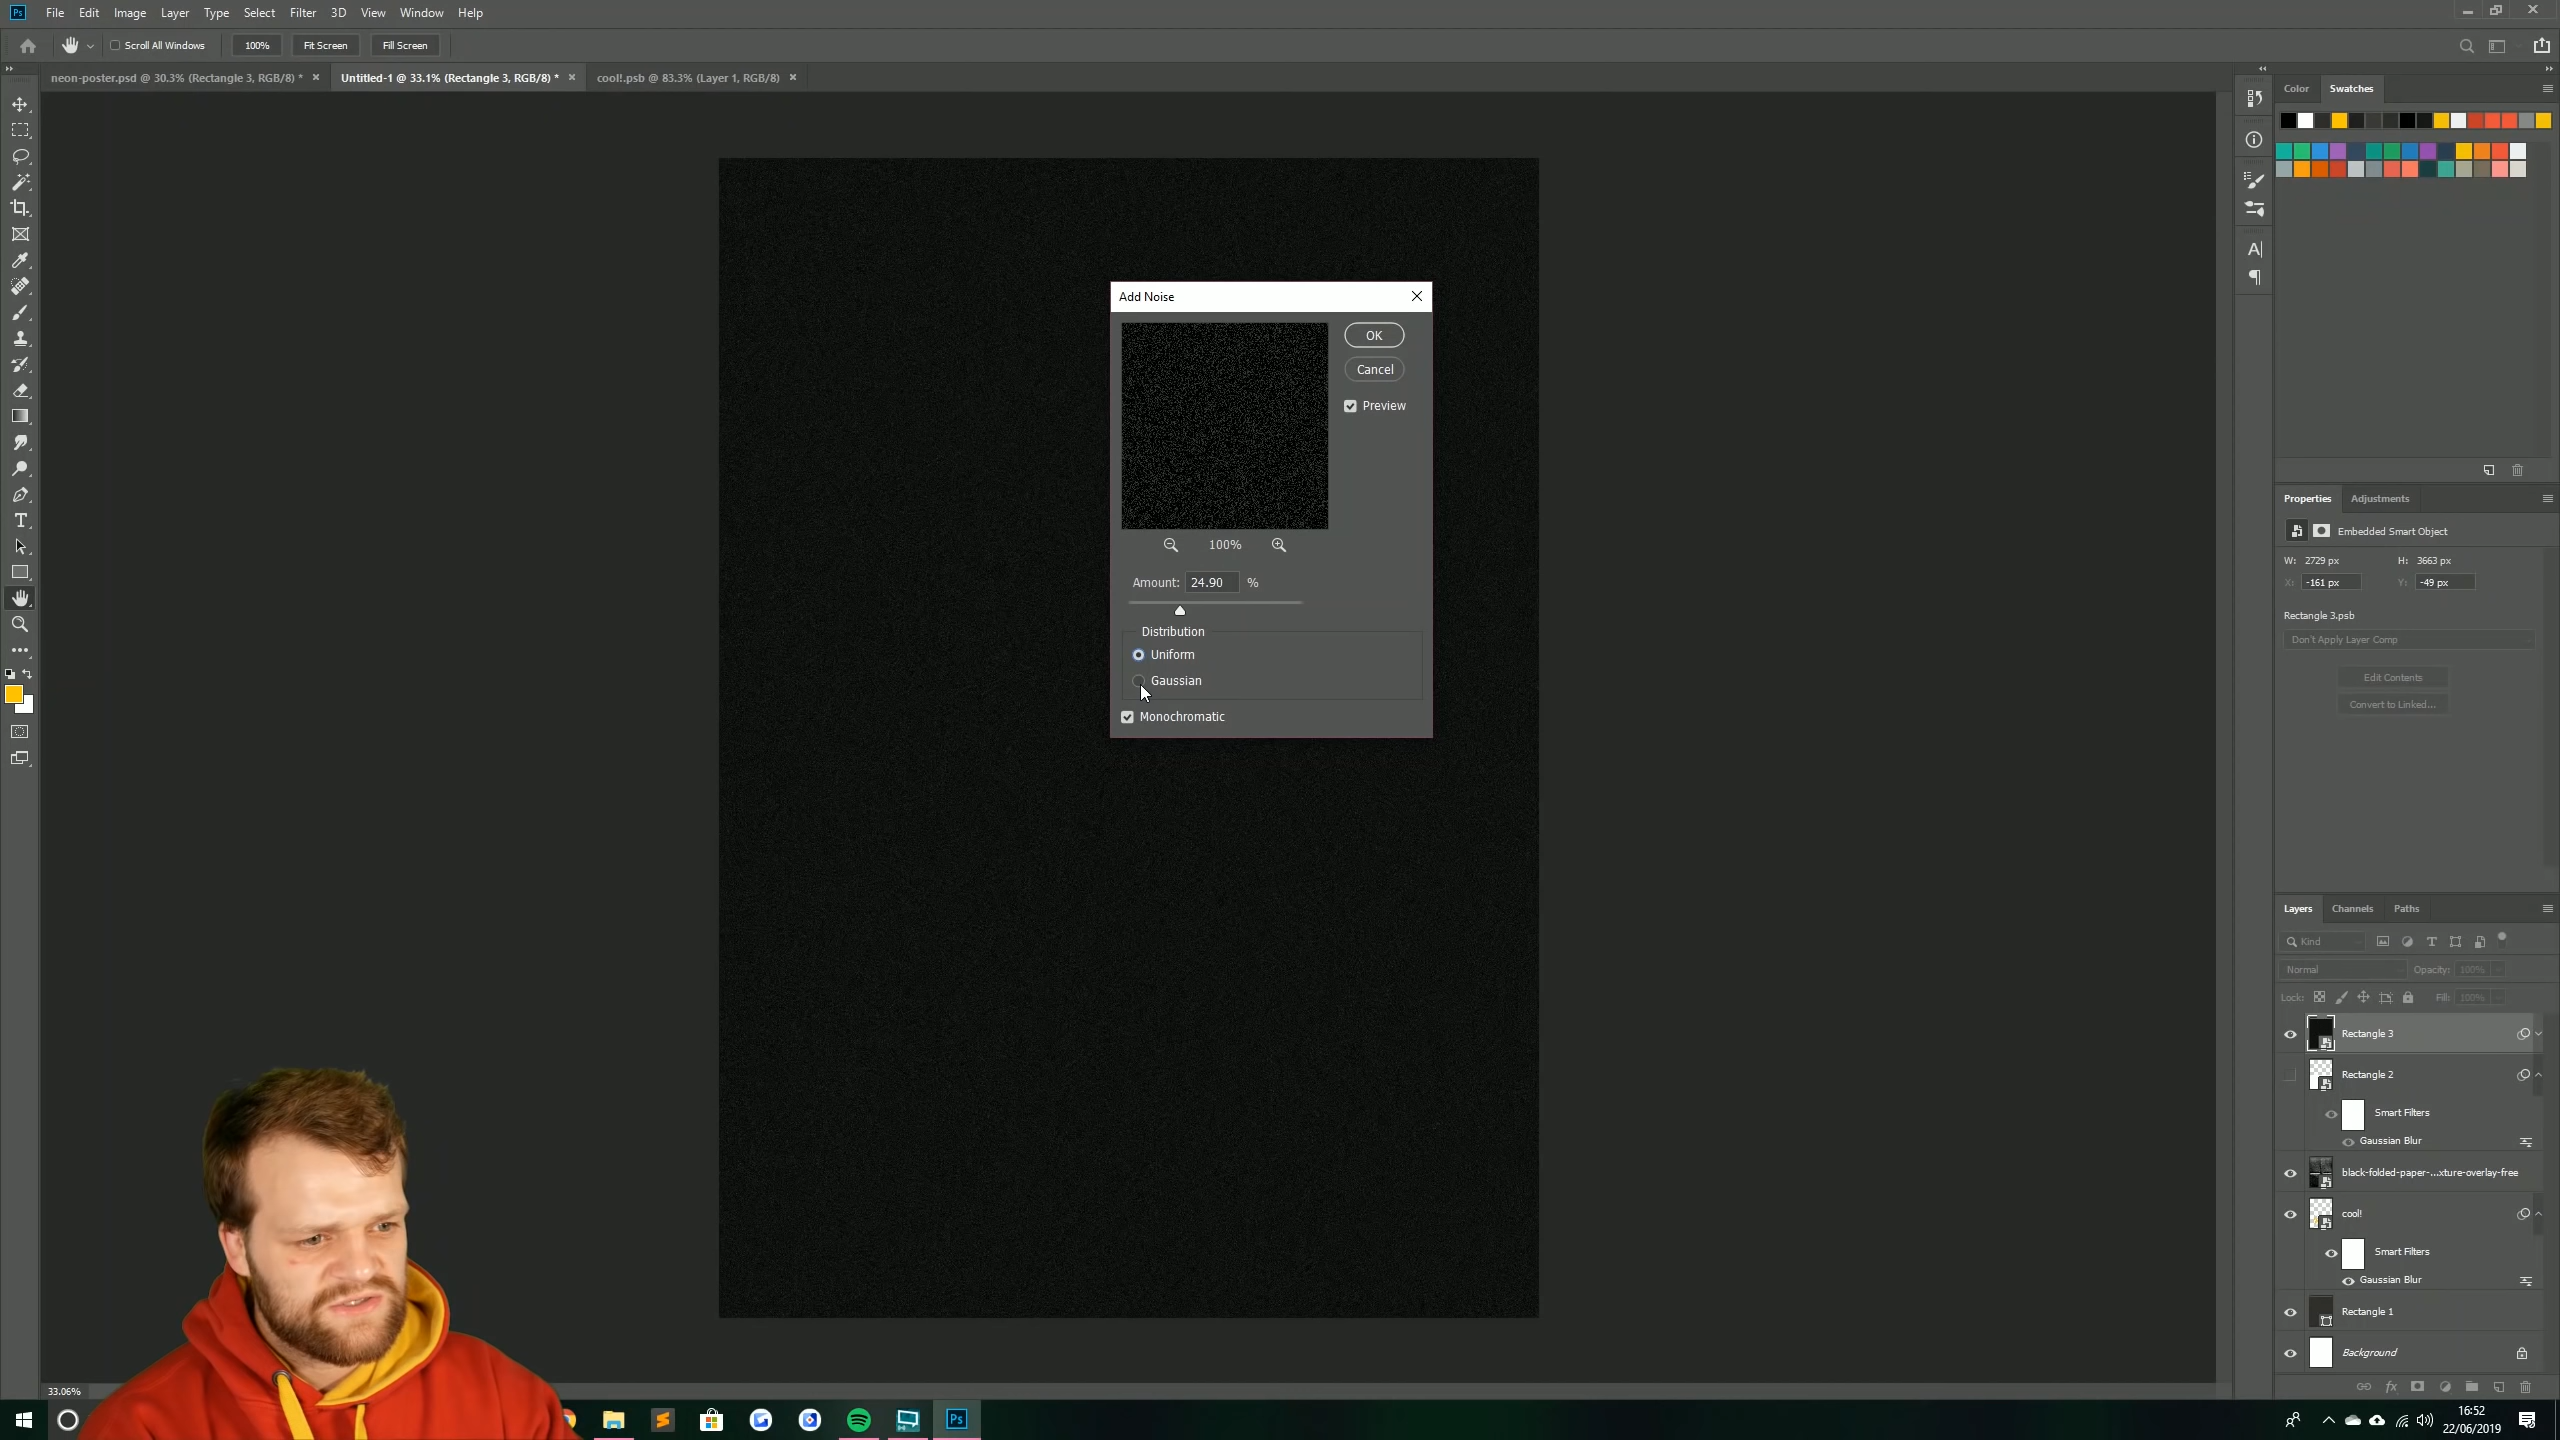 Ps File Edit Image Layer Type Select Filter 3D View Window Help
Scroll All Windows 100% Fit Screen Fill Screen
neon-poster.psd @ 30.3% (Rectangle 3, RGB/8) * × Untitled-1 @ 33.1% (Rectangle 3, RGB/8) * × cool!.psb @ 83.3% (Layer 1, RGB/8) ×
Color Swatches
Add Noise
OK
Cancel
Preview
100%
Amount: 24.90 %
Distribution
Uniform
Gaussian
Monochromatic
Properties Adjustments
Embedded Smart Object
W: 2729 px H: 3663 px
X: -161 px Y: -49 px
Rectangle 3.psb
Don't Apply Layer Comp
Edit Contents
Convert to Linked...
Layers Channels Paths
Kind
Normal Opacity: 100%
Lock: Fill: 100%
Rectangle 3
Rectangle 2
Smart Filters
Gaussian Blur
black-folded-paper-...xture-overlay-free
cool!
Smart Filters
Gaussian Blur
Rectangle 1
Background
fx
33.06%
Ps
16:52
22/06/2019